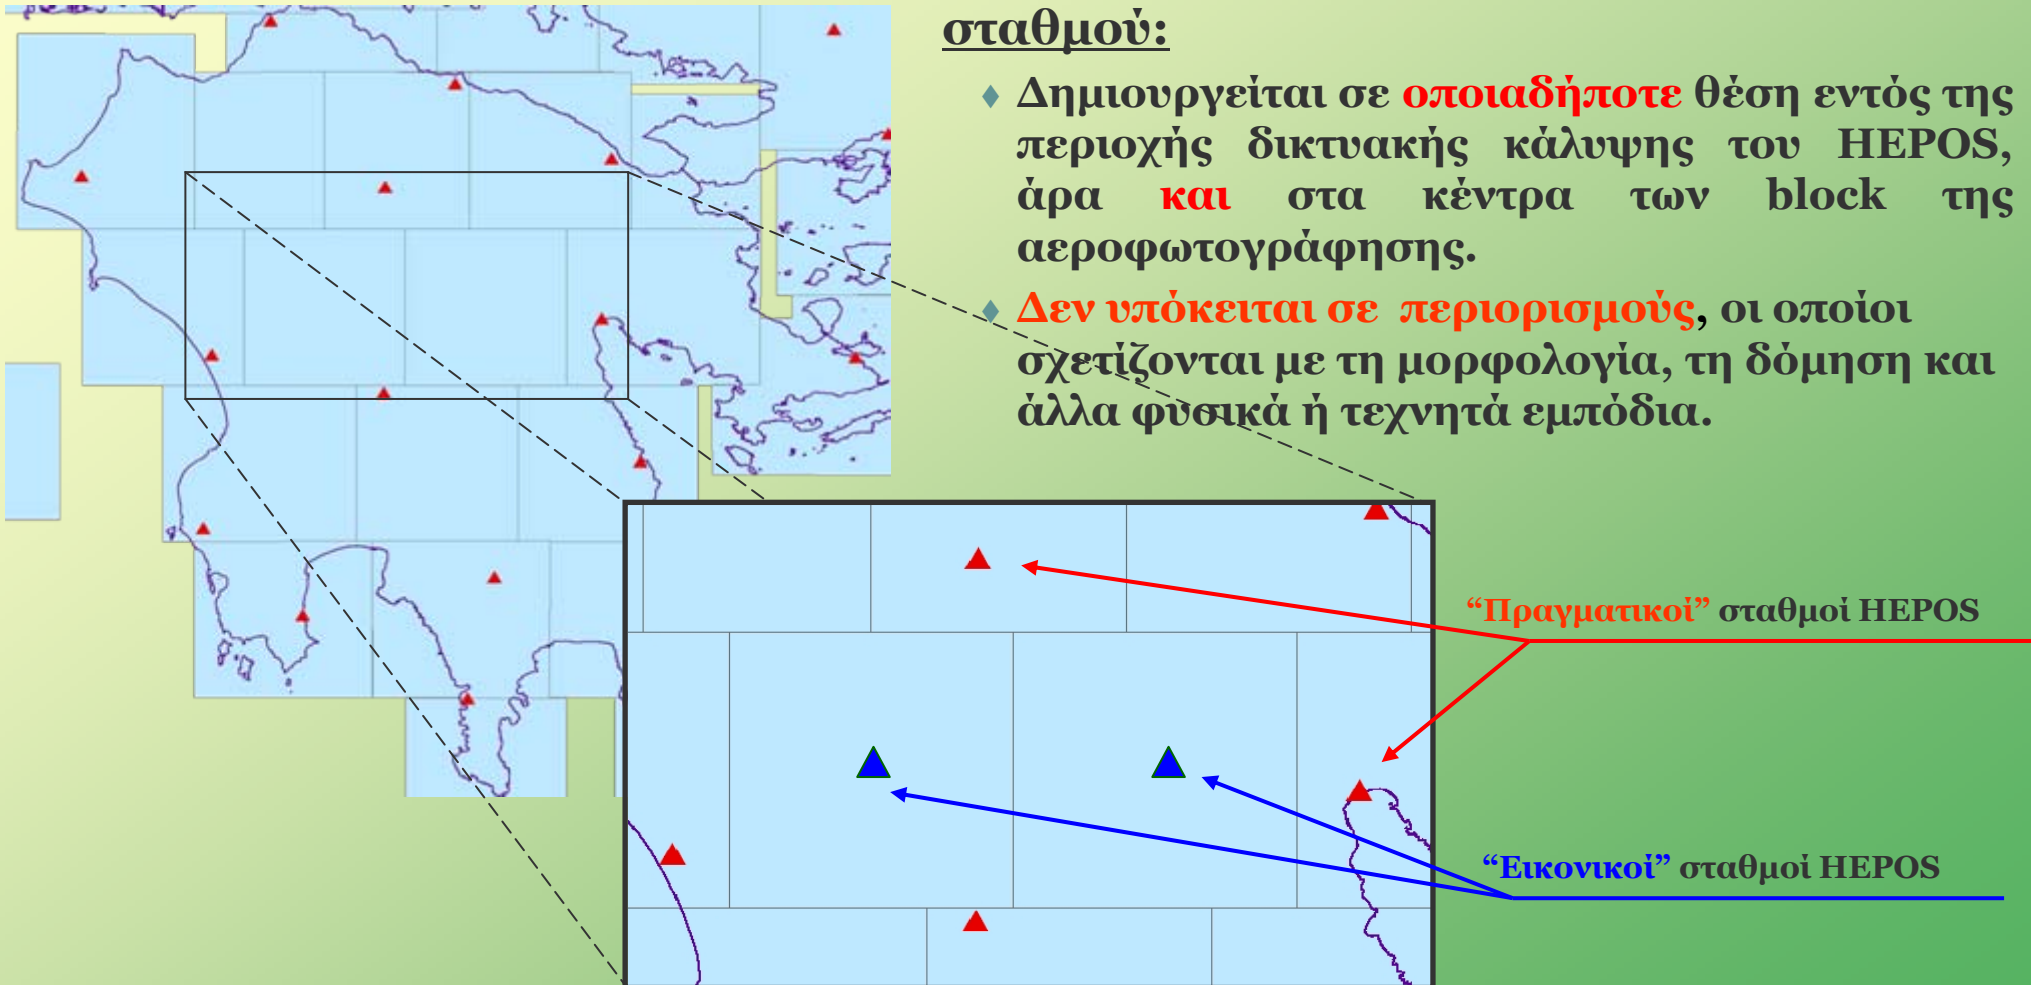 σταθμού:
♦ Δημιουργείται σε οποιαδήποτε θέση εντός της
περιοχής δικτυακής κάλυψης του HEPOS,
άρα και στα κέντρα των block της
αεροφωτογράφησης.
♦ Δεν υπόκειται σε περιορισμούς, οι οποίοι
σχετίζονται με τη μορφολογία, τη δόμηση και
άλλα φυσικά ή τεχνητά εμπόδια.
“Πραγματικοί” σταθμοί HEPOS
“Εικονικοί” σταθμοί HEPOS